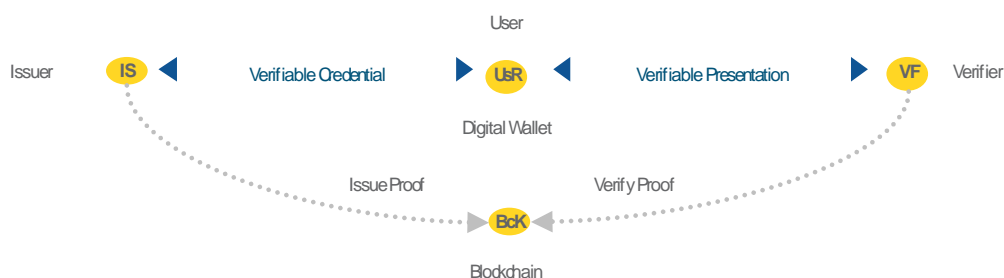 User
Issuer IS Verifiable Credential UsR Verifiable Presentation VF Verifier
Digital Wallet
Issue Proof Verify Proof
BcK
Blockchain